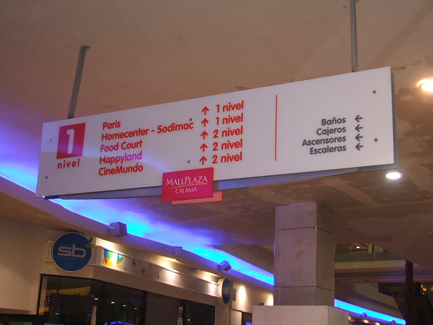 1
nivel
Paris ↑ 1 nivel
Homecenter - Sodimac ↑ 1 nivel
Food Court ↑ 2 nivel
Happyland ↑ 2 nivel
CineMundo ↑ 2 nivel
Baños ←
Cajeros ←
Ascensores ←
Escaleras ←
MALLPLAZA
CALAMA
sb